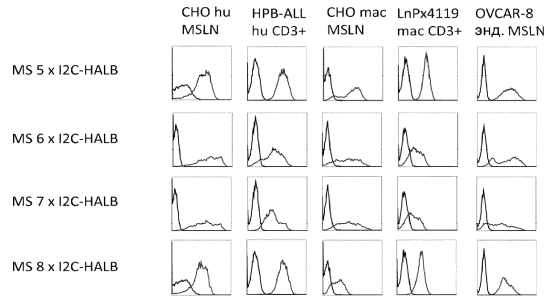 CHO hu HPB-ALL CHO mac LnPx4119 OVCAR-8
MSLN hu CD3+ MSLN mac CD3+ энд. MSLN
MS 5 x I2C-HALB
MS 6 x I2C-HALB
MS 7 x I2C-HALB
MS 8 x I2C-HALB